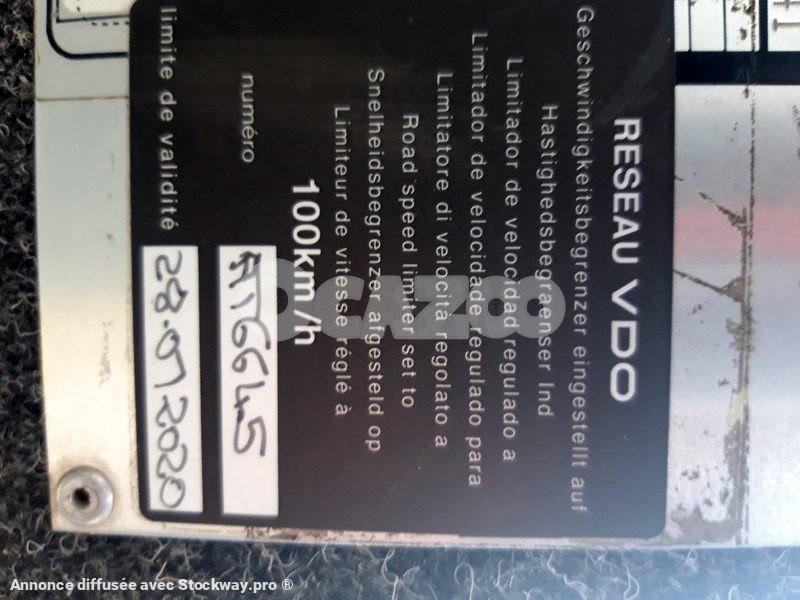 RESEAU VDO
Geschwindigkeitsbegrenzer eingestellt auf
Hastighedsbegraenser Ind
Limitador de velocidad regulado a
Limitador de velocidade regulado para
Limitatore di velocità regolato a
Road speed limiter set to
Snelheidsbegrenzer afgesteld op
Limiteur de vitesse réglé à
100km/h
numéro AT6645
limite de validité 28.07 2020
OCAZOO
Annonce diffusée avec Stockway.pro ®